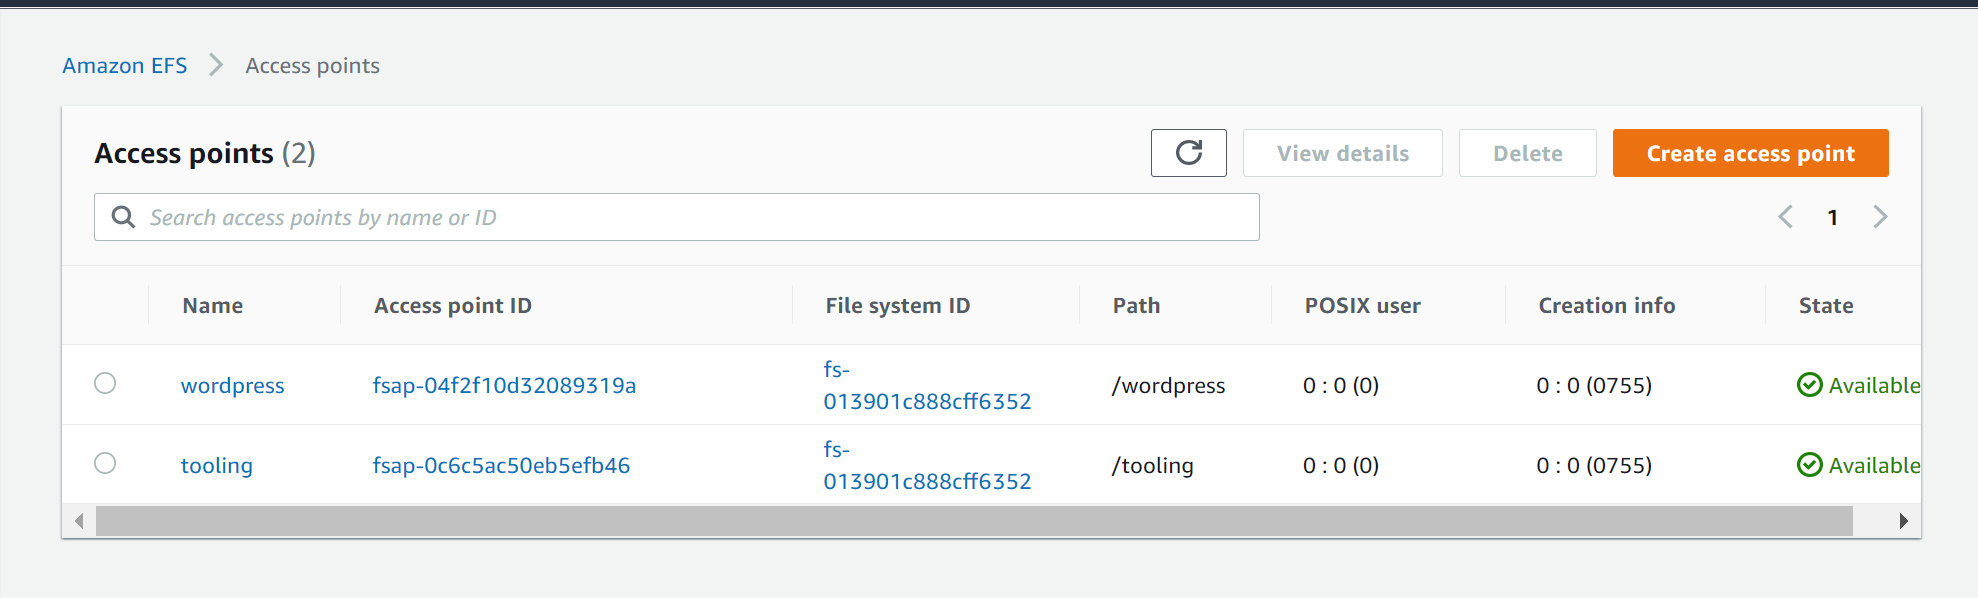 Amazon EFS > Access points
Access points (2)
View details
Delete
Create access point
Search access points by name or ID
1
Name Access point ID File system ID Path POSIX user Creation info State
wordpress fsap-04f2f10d32089319a fs-
013901c888cff6352 /wordpress 0 : 0 (0) 0 : 0 (0755) Available
tooling fsap-0c6c5ac50eb5efb46 fs-
013901c888cff6352 /tooling 0 : 0 (0) 0 : 0 (0755) Available